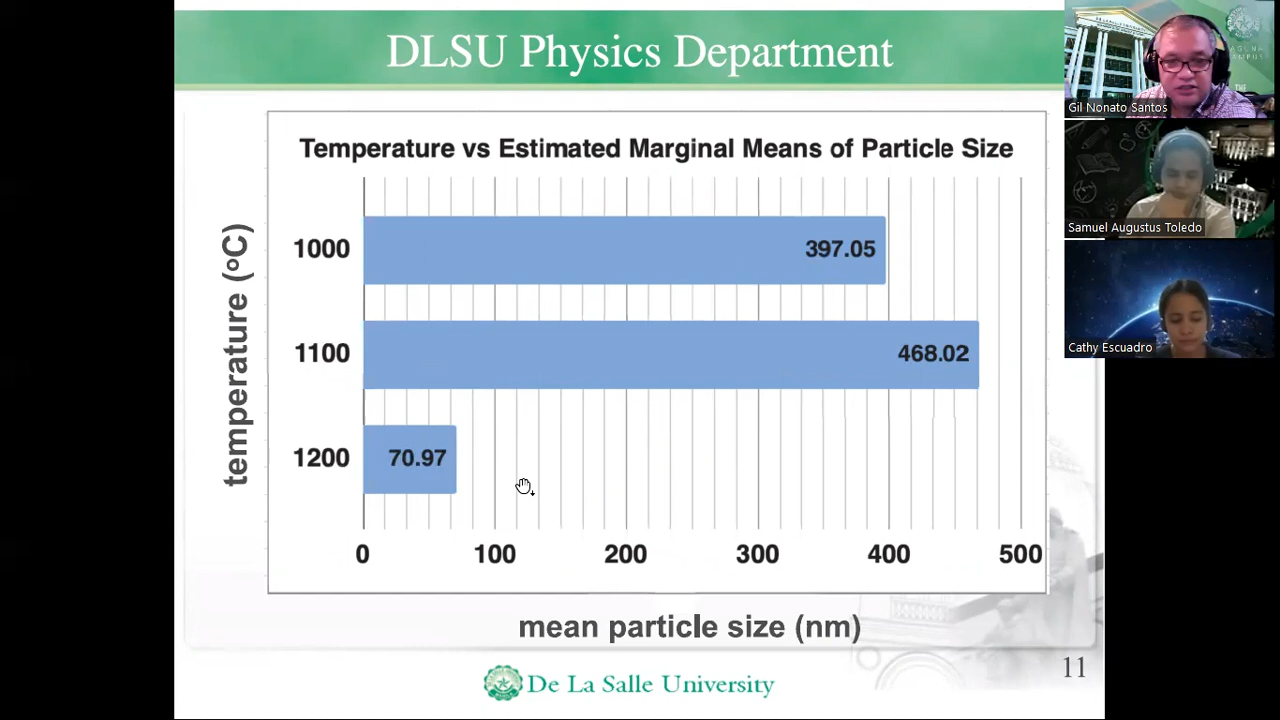 DLSU Physics Department
Temperature vs Estimated Marginal Means of Particle Size
temperature (°C)
1000
397.05
1100
468.02
1200
70.97
0 100 200 300 400 500
mean particle size (nm)
De La Salle University
11
Gil Nonato Santos
Samuel Augustus Toledo
Cathy Escuadro